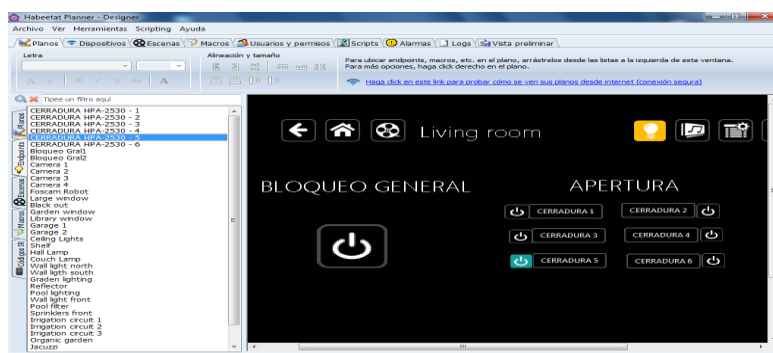 Habeetat Planner - Designer
Archivo Ver Herramientas Scripting Ayuda
Planos Dispositivos Escenas Macros Usuarios y permisos Scripts Alarmas Logs Vista preliminar
Letra
Alineación y tamaño
Para ubicar endpoints, macros, etc. en el plano, arrástrelos desde las listas a la izquierda de esta ventana.
Para más opciones, haga click derecho en el plano.
Haga click en este link para probar cómo se ven sus planos desde internet (conexión segura)
Tipee un filtro aquí
Planos
Endpoints
Escenas
Macros
Códigos IR
CERRADURA HPA-2530 - 1
CERRADURA HPA-2530 - 2
CERRADURA HPA-2530 - 3
CERRADURA HPA-2530 - 4
CERRADURA HPA-2530 - 5
CERRADURA HPA-2530 - 6
Bloqueo Gral1
Bloqueo Gral2
Camera 1
Camera 2
Camera 3
Camera 4
Foscam Robot
Large window
Black out
Garden window
Library window
Garage 1
Garage 2
Ceiling Lights
Shelf
Hall Lamp
Couch Lamp
Wall light north
Wall ligth south
Graden lighting
Reflector
Pool lighting
Wall light front
Pool filter
Sprinklers front
Irrigation circuit 1
Irrigation circuit 2
Irrigation circuit 3
Organic garden
Jacuzzi
Living room
BLOQUEO GENERAL
APERTURA
CERRADURA 1
CERRADURA 2
CERRADURA 3
CERRADURA 4
CERRADURA 5
CERRADURA 6